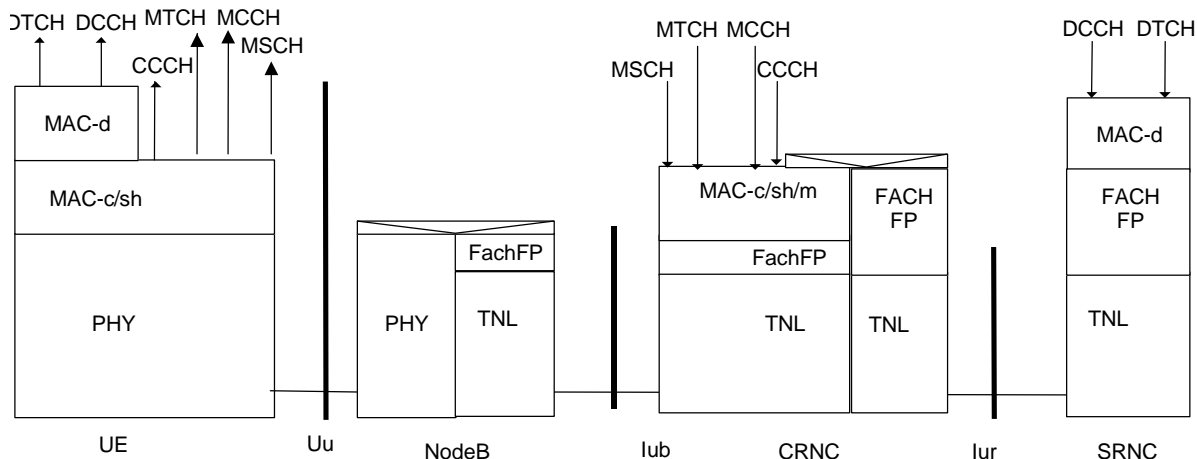 DTCH DCCH MTCH MCCH
MSCH
CCCH
MAC-d
MAC-c/sh
PHY
UE
Uu
FachFP
PHY
TNL
NodeB
Iub
MTCH MCCH
MSCH CCCH
MAC-c/sh/m
FachFP
TNL
FACH
FP
TNL
CRNC
Iur
DCCH DTCH
MAC-d
FACH
FP
TNL
SRNC